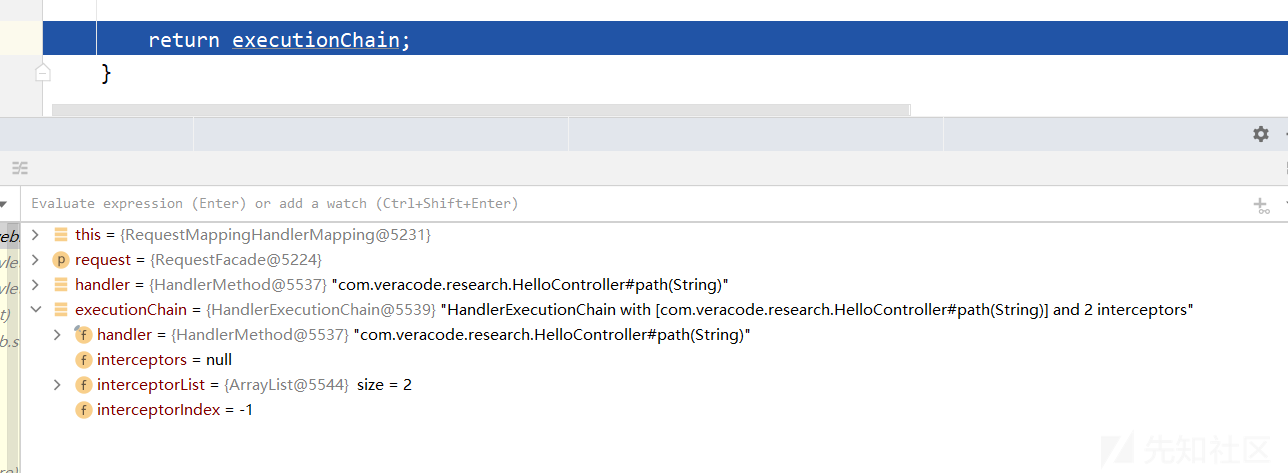 return executionChain;
}
Evaluate expression (Enter) or add a watch (Ctrl+Shift+Enter)
this = {RequestMappingHandlerMapping@5231}
p request = {RequestFacade@5224}
handler = {HandlerMethod@5537} "com.veracode.research.HelloController#path(String)"
executionChain = {HandlerExecutionChain@5539} "HandlerExecutionChain with [com.veracode.research.HelloController#path(String)] and 2 interceptors"
f handler = {HandlerMethod@5537} "com.veracode.research.HelloController#path(String)"
f interceptors = null
f interceptorList = {ArrayList@5544} size = 2
f interceptorIndex = -1
先知社区